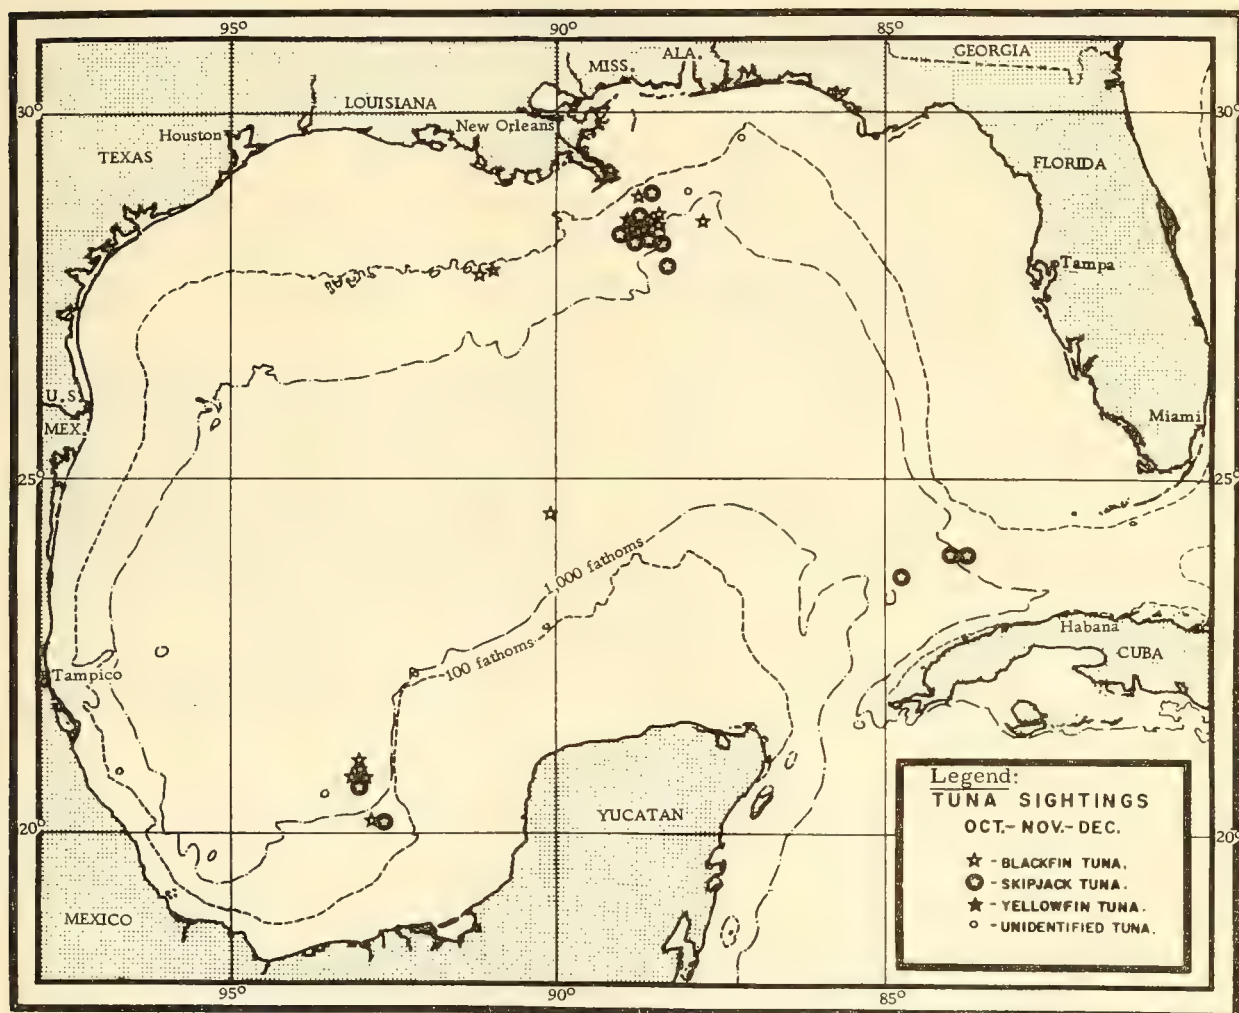 95° 90° 85°
ALA. GEORGIA
MISS.
30° LOUISIANA 30°
Houston New Orleans
TEXAS FLORIDA
Tampa
U.S.
MEX. Miami
25° 25°
1,000 fathoms
100 fathoms
Habana
CUBA
Tampico
YUCATAN
20° 20°
MEXICO
Legend:
TUNA SIGHTINGS
OCT.- NOV.- DEC.
- BLACKFIN TUNA.
- SKIPJACK TUNA.
- YELLOWFIN TUNA.
- UNIDENTIFIED TUNA.
95° 90° 85°